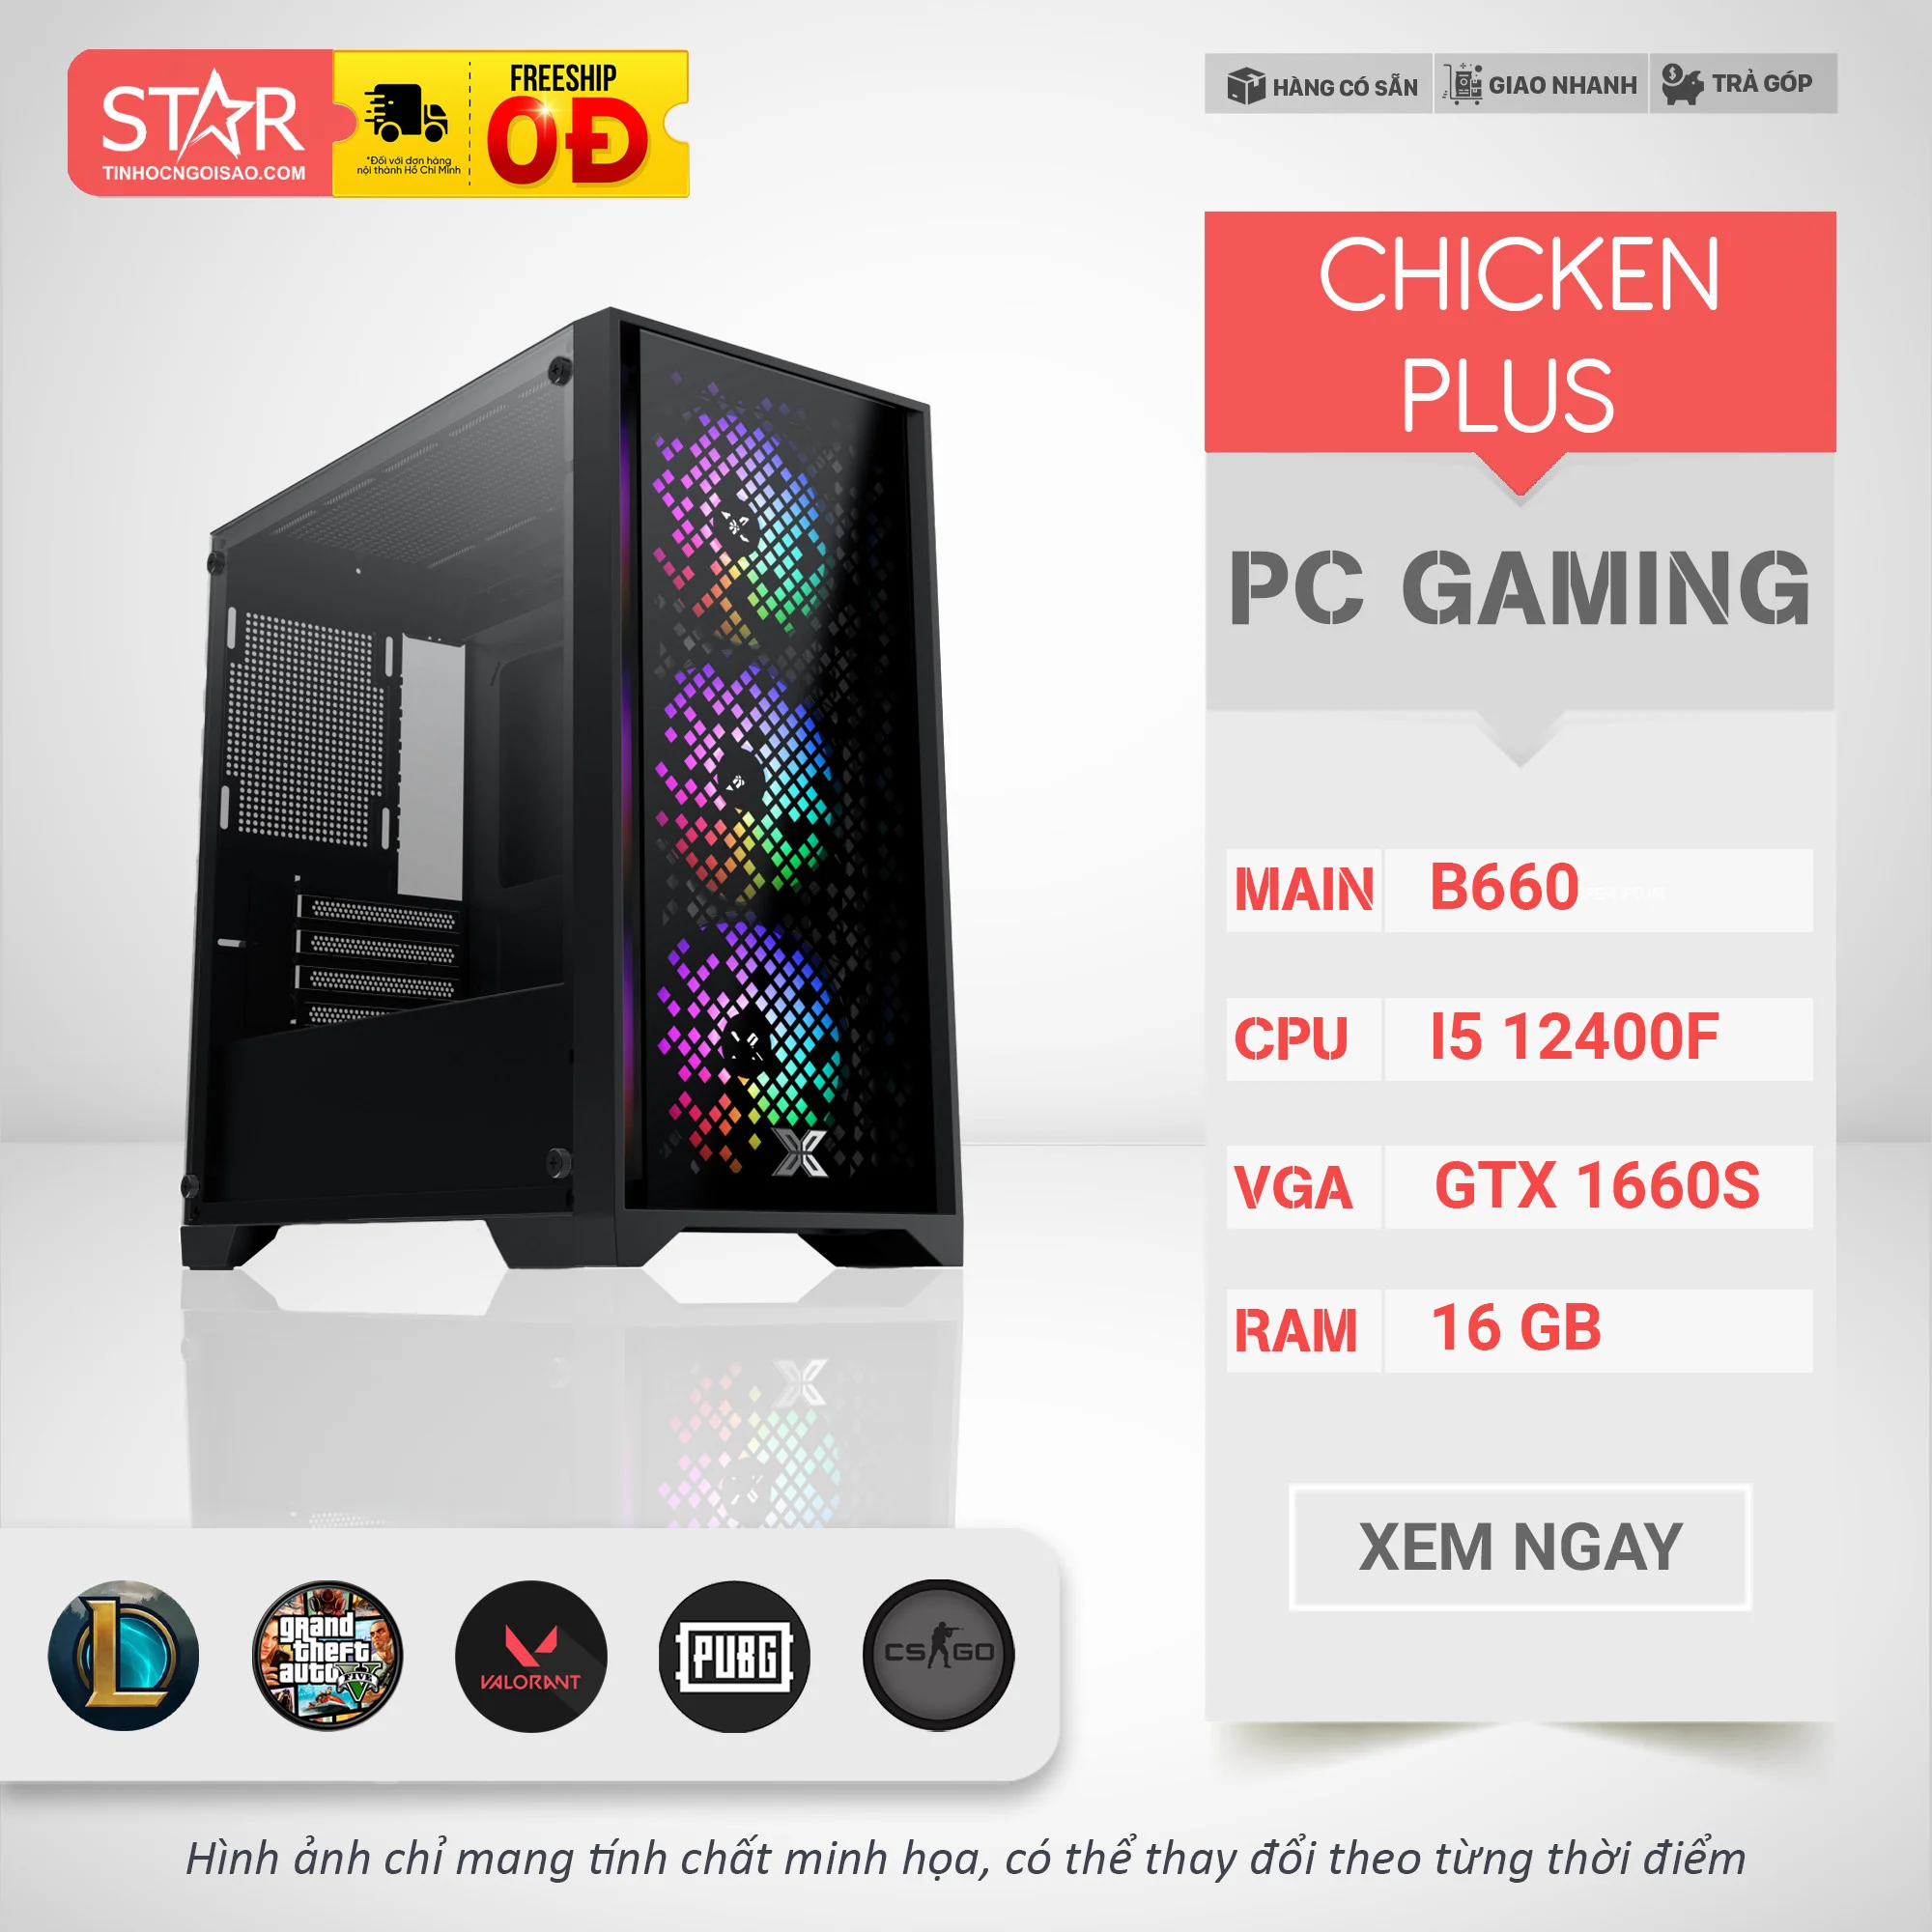 STAR
TINHOCNGOISAO.COM
*Đối với đơn hàng
nội thành Hồ Chí Minh
FREESHIP
0Đ
HÀNG CÓ SẴN
GIAO NHANH
TRẢ GÓP
CHICKEN
PLUS
PC GAMING
MAIN B660
CPU I5 12400F
VGA GTX 1660S
RAM 16 GB
XEM NGAY
grand
theft
auto
FIVE
VALORANT
PUBG
CS GO
Hình ảnh chỉ mang tính chất minh họa, có thể thay đổi theo từng thời điểm